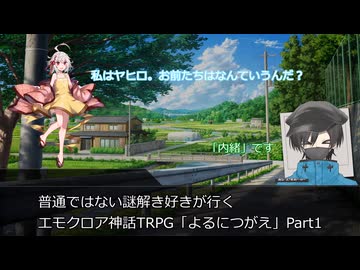 私はヤヒロ。お前たちはなんていうんだ？
「内緒」です
普通ではない謎解き好きが行く
エモクロア神話TRPG「よるにつがえ」Part1